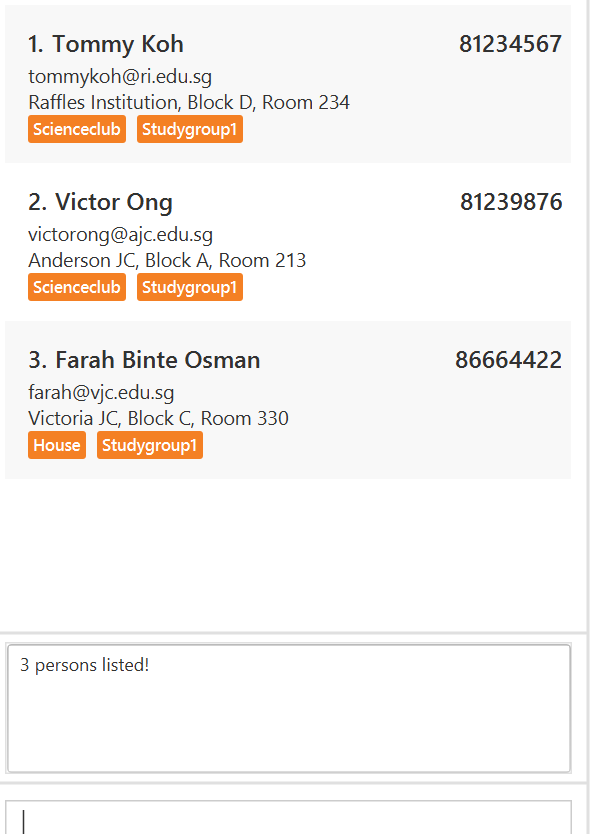 1. Tommy Koh 81234567
tommykoh@ri.edu.sg
Raffles Institution, Block D, Room 234
Scienceclub Studygroup1
2. Victor Ong 81239876
victorong@ajc.edu.sg
Anderson JC, Block A, Room 213
Scienceclub Studygroup1
3. Farah Binte Osman 86664422
farah@vjc.edu.sg
Victoria JC, Block C, Room 330
House Studygroup1
3 persons listed!